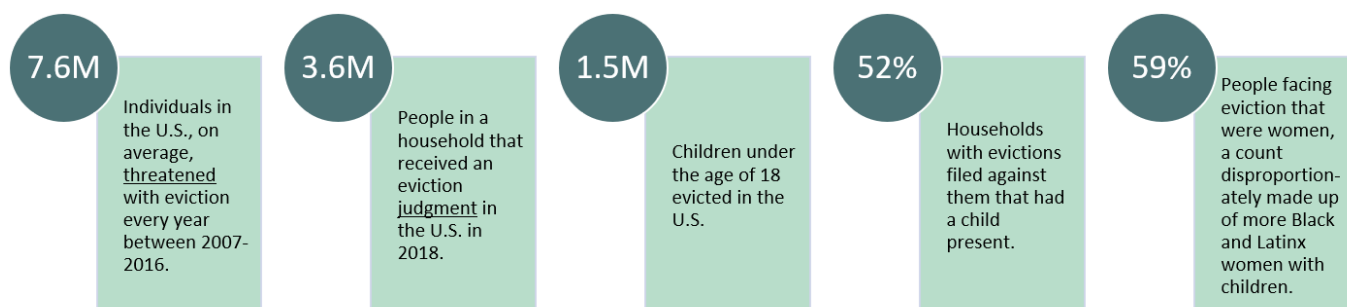 7.6M
Individuals in
the U.S., on
average,
threatened
with eviction
every year
between 2007-
2016.
3.6M
People in a
household that
received an
eviction
judgment in
the U.S. in
2018.
1.5M
Children under
the age of 18
evicted in the
U.S.
52%
Households
with evictions
filed against
them that had
a child
present.
59%
People facing
eviction that
were women,
a count
disproportion-
ately made up
of more Black
and Latinx
women with
children.